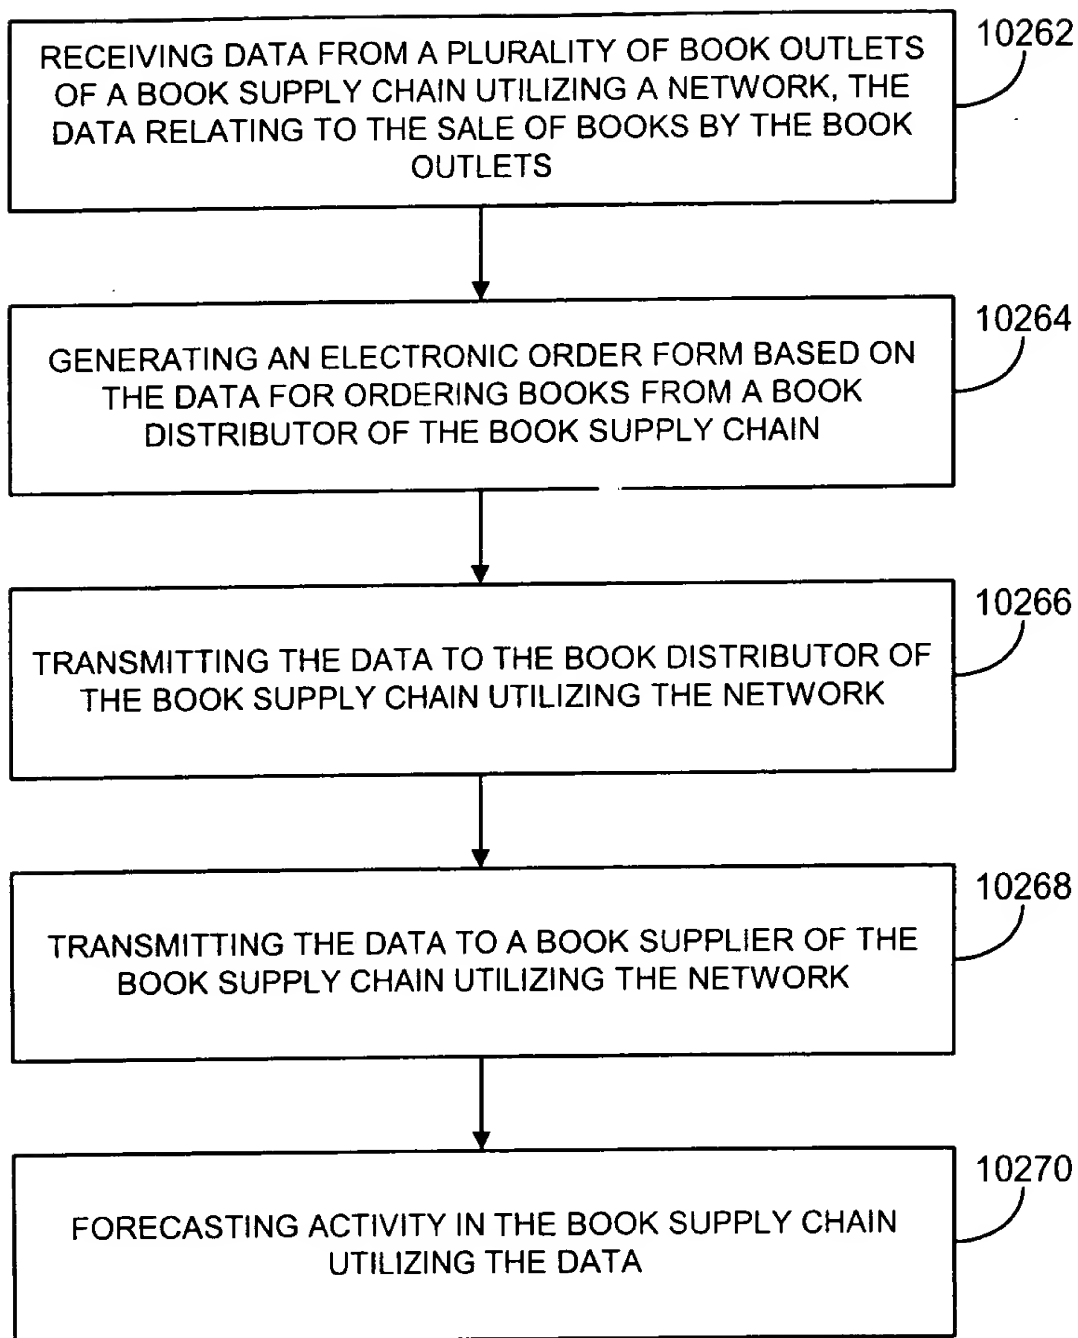 10262
RECEIVING DATA FROM A PLURALITY OF BOOK OUTLETS
OF A BOOK SUPPLY CHAIN UTILIZING A NETWORK, THE
DATA RELATING TO THE SALE OF BOOKS BY THE BOOK
OUTLETS
10264
GENERATING AN ELECTRONIC ORDER FORM BASED ON
THE DATA FOR ORDERING BOOKS FROM A BOOK
DISTRIBUTOR OF THE BOOK SUPPLY CHAIN
10266
TRANSMITTING THE DATA TO THE BOOK DISTRIBUTOR OF
THE BOOK SUPPLY CHAIN UTILIZING THE NETWORK
10268
TRANSMITTING THE DATA TO A BOOK SUPPLIER OF THE
BOOK SUPPLY CHAIN UTILIZING THE NETWORK
10270
FORECASTING ACTIVITY IN THE BOOK SUPPLY CHAIN
UTILIZING THE DATA